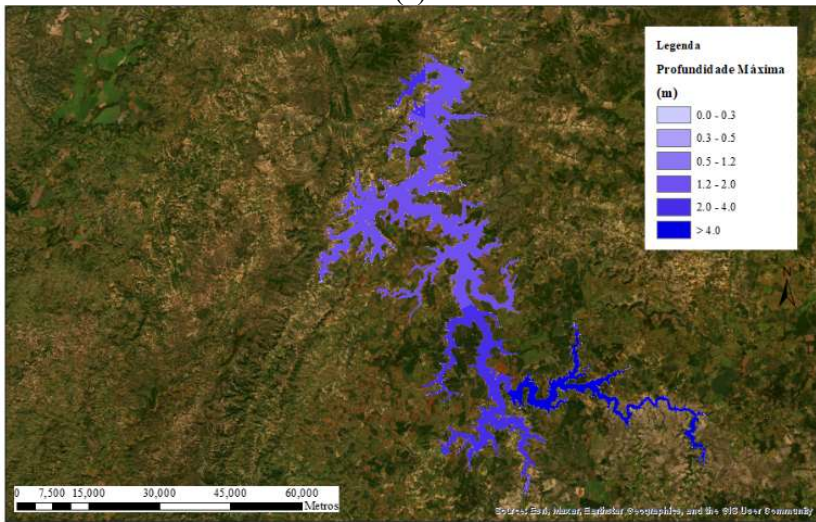 Legenda
Profundidade Máxima
(m)
0.0 - 0.3
0.3 - 0.5
0.5 - 1.2
1.2 - 2.0
2.0 - 4.0
> 4.0
N
0 7,500 15,000 30,000 45,000 60,000
Metros
Source: Esri, Maxar, Earthstar Geographics, and the GIS User Community